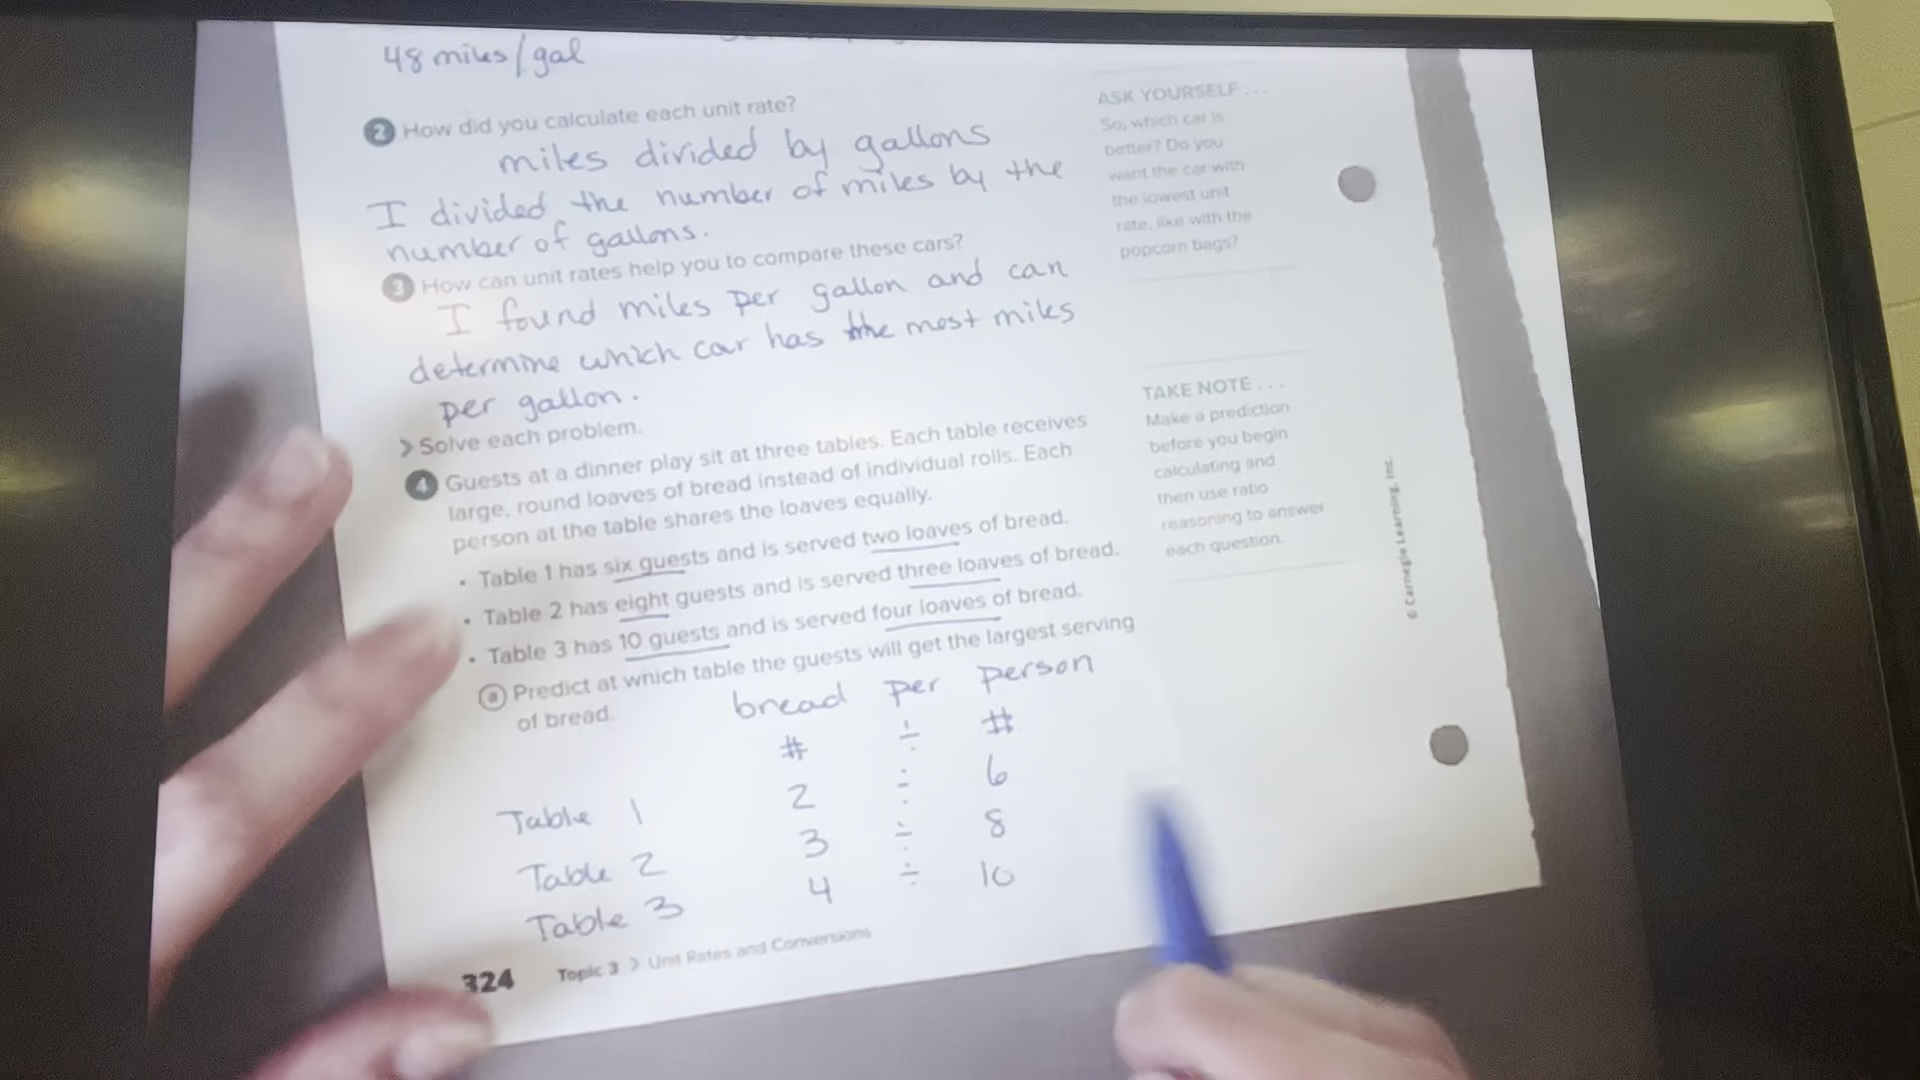 48 miles/gal
2 How did you calculate each unit rate?
miles divided by gallons
I divided the number of miles by the
number of gallons.
3 How can unit rates help you to compare these cars?
I found miles per gallon and can
determine which car has the most miles
per gallon.
> Solve each problem.
4 Guests at a dinner play sit at three tables. Each table receives
large, round loaves of bread instead of individual rolls. Each
person at the table shares the loaves equally.
• Table 1 has six guests and is served two loaves of bread.
• Table 2 has eight guests and is served three loaves of bread.
• Table 3 has 10 guests and is served four loaves of bread.
a Predict at which table the guests will get the largest serving
of bread.
bread per person
# ÷ #
Table 1 2 ÷ 6
Table 2 3 ÷ 8
Table 3 4 ÷ 10
324 Topic 3 > Unit Rates and Conversions
ASK YOURSELF . . .
So, which car is
better? Do you
want the car with
the lowest unit
rate, like with the
popcorn bags?
TAKE NOTE . . .
Make a prediction
before you begin
calculating and
then use ratio
reasoning to answer
each question.
© Carnegie Learning, Inc.